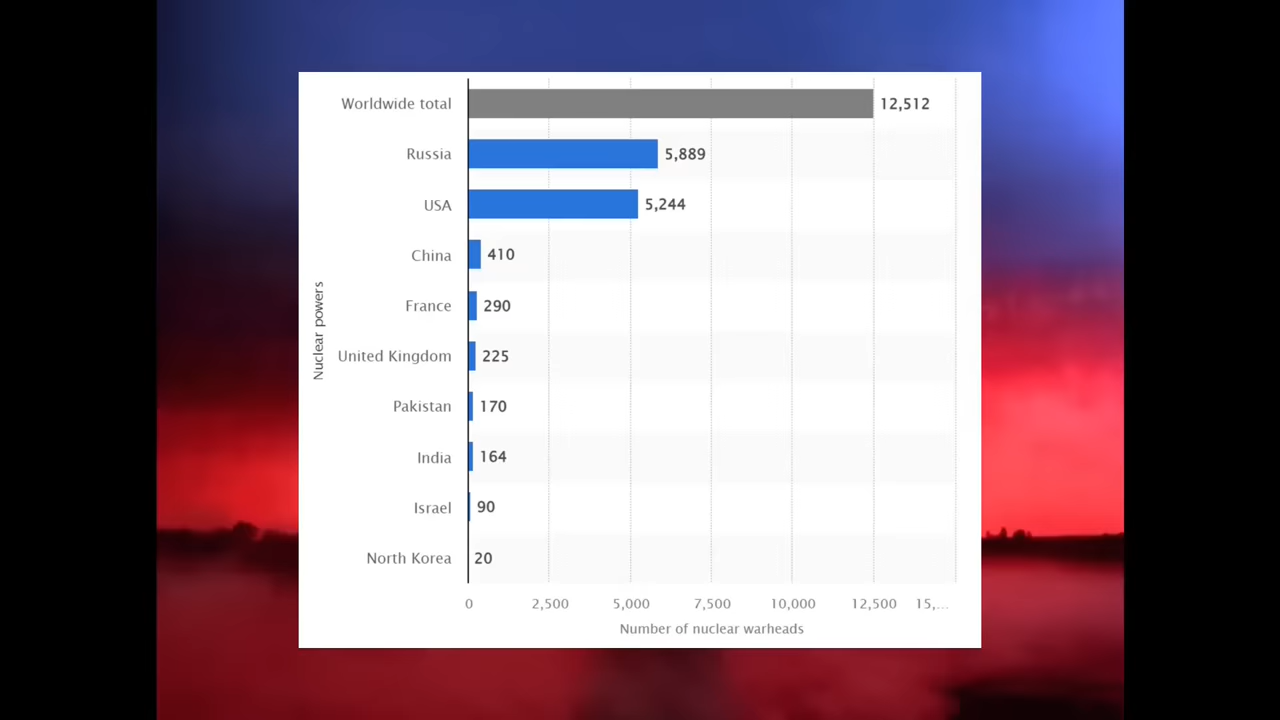 Worldwide total 12,512
Russia 5,889
USA 5,244
China 410
France 290
United Kingdom 225
Pakistan 170
India 164
Israel 90
North Korea 20
Nuclear powers
0 2,500 5,000 7,500 10,000 12,500 15,...
Number of nuclear warheads